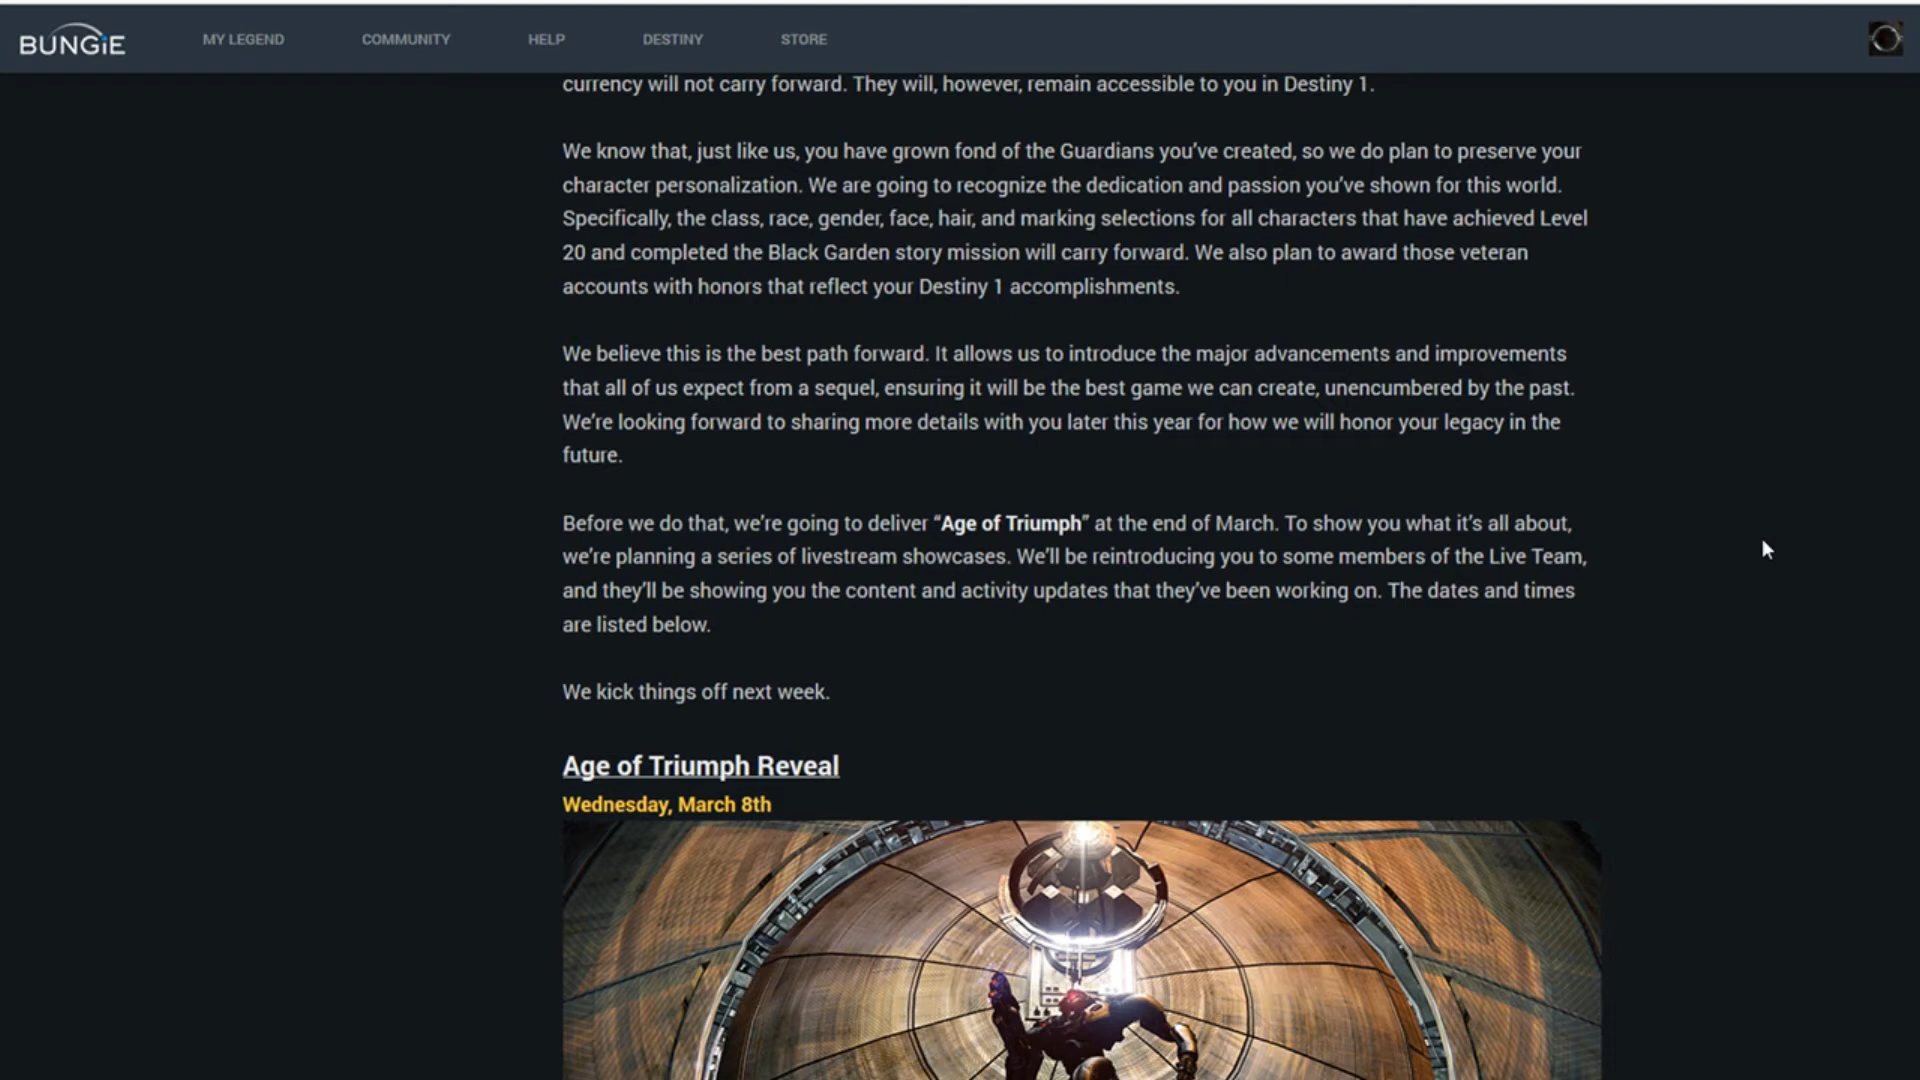 BUNGiE
MY LEGEND
COMMUNITY
HELP
DESTINY
STORE
currency will not carry forward. They will, however, remain accessible to you in Destiny 1.
We know that, just like us, you have grown fond of the Guardians you’ve created, so we do plan to preserve your
character personalization. We are going to recognize the dedication and passion you’ve shown for this world.
Specifically, the class, race, gender, face, hair, and marking selections for all characters that have achieved Level
20 and completed the Black Garden story mission will carry forward. We also plan to award those veteran
accounts with honors that reflect your Destiny 1 accomplishments.
We believe this is the best path forward. It allows us to introduce the major advancements and improvements
that all of us expect from a sequel, ensuring it will be the best game we can create, unencumbered by the past.
We’re looking forward to sharing more details with you later this year for how we will honor your legacy in the
future.
Before we do that, we’re going to deliver “Age of Triumph” at the end of March. To show you what it’s all about,
we’re planning a series of livestream showcases. We’ll be reintroducing you to some members of the Live Team,
and they’ll be showing you the content and activity updates that they’ve been working on. The dates and times
are listed below.
We kick things off next week.
Age of Triumph Reveal
Wednesday, March 8th